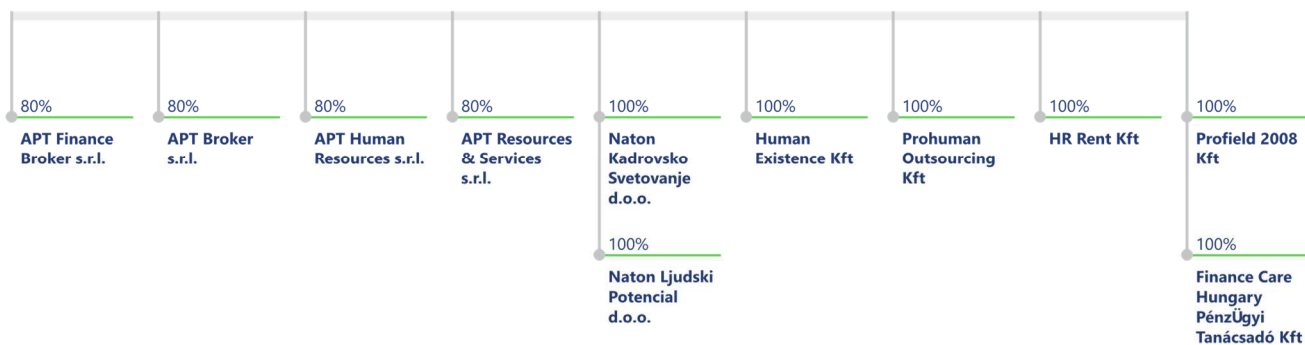 80%
APT Finance
Broker s.r.l.
80%
APT Broker
s.r.l.
80%
APT Human
Resources s.r.l.
80%
APT Resources
& Services
s.r.l.
100%
Naton
Kadrovsko
Svetovanje
d.o.o.
100%
Naton Ljudski
Potencial
d.o.o.
100%
Human
Existence Kft
100%
Prohuman
Outsourcing
Kft
100%
HR Rent Kft
100%
Profield 2008
Kft
100%
Finance Care
Hungary
PénzÜgyi
Tanácsadó Kft